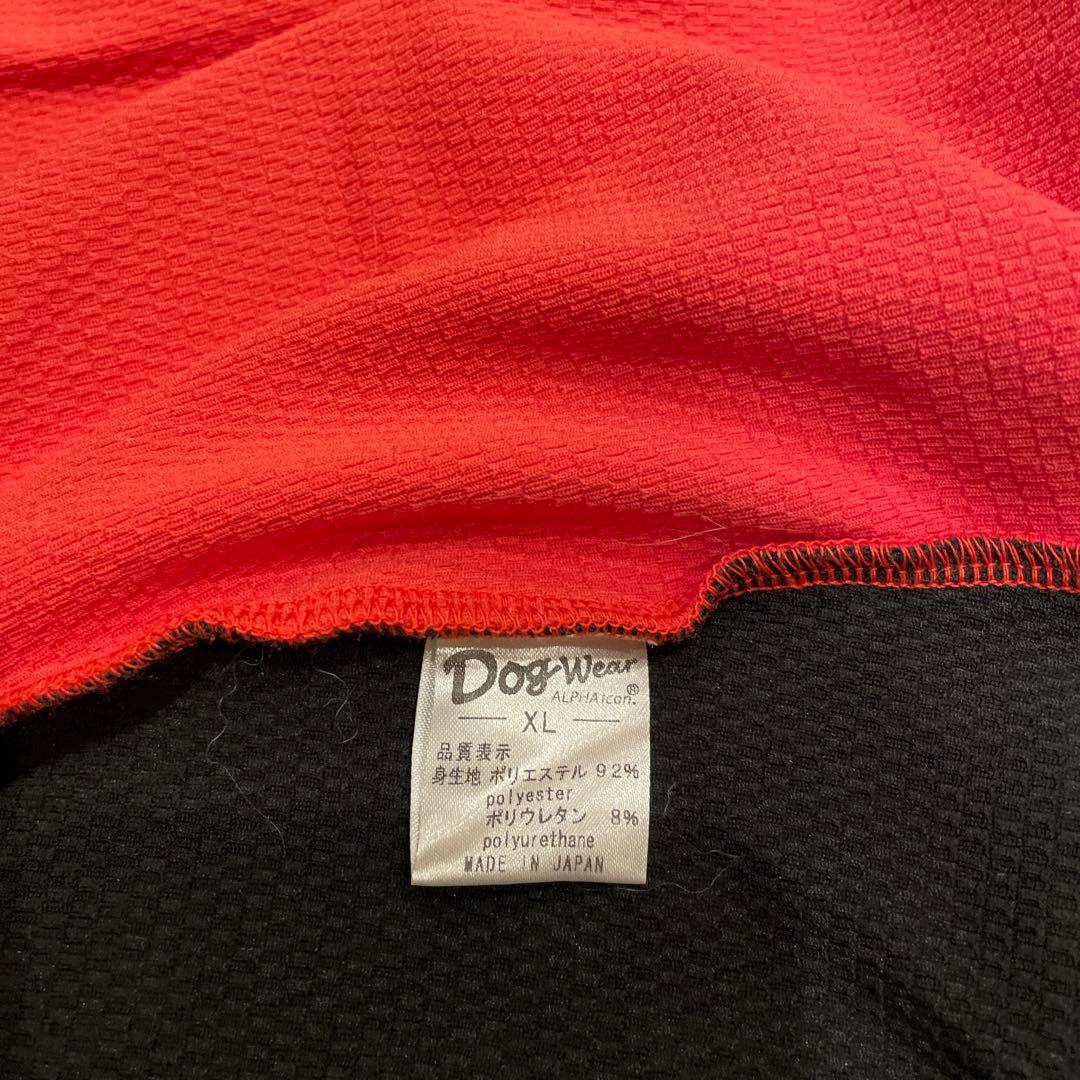 Dog Wear
ALPHAicon®
XL
品質表示
身生地 ポリエステル 92%
polyester
ポリウレタン 8%
polyurethane
MADE IN JAPAN